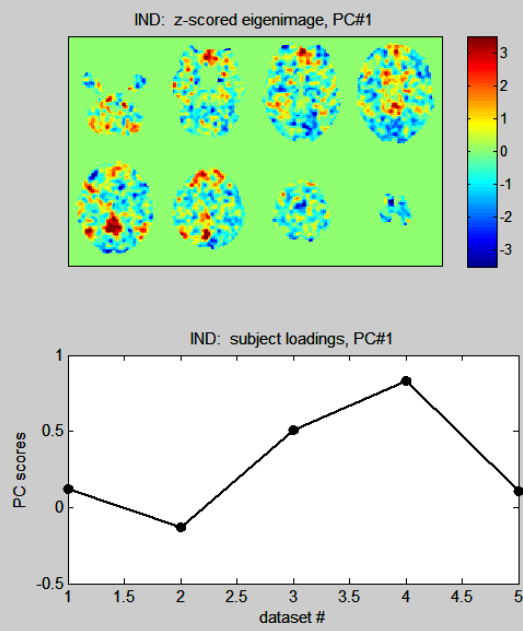 IND: z-scored eigenimage, PC#1
3
2
1
0
-1
-2
-3
IND: subject loadings, PC#1
1
0.5
0
-0.5
PC scores
1 1.5 2 2.5 3 3.5 4 4.5 5
dataset #